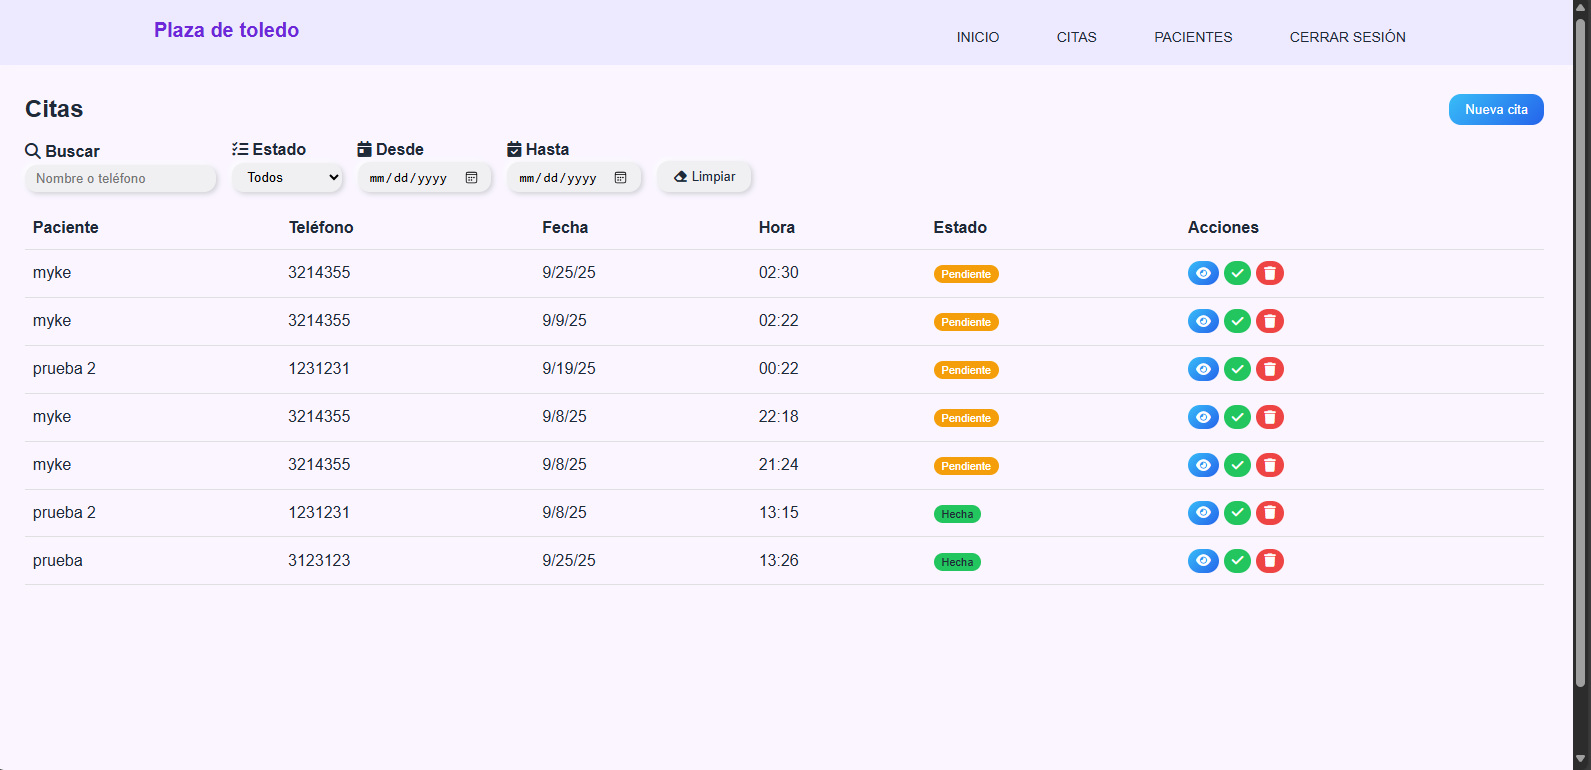 Plaza de toledo
INICIO CITAS PACIENTES CERRAR SESIÓN
Citas
Nueva cita
Buscar Estado Desde Hasta
Nombre o teléfono Todos mm/dd/yyyy mm/dd/yyyy Limpiar
Paciente Teléfono Fecha Hora Estado Acciones
myke 3214355 9/25/25 02:30 Pendiente
myke 3214355 9/9/25 02:22 Pendiente
prueba 2 1231231 9/19/25 00:22 Pendiente
myke 3214355 9/8/25 22:18 Pendiente
myke 3214355 9/8/25 21:24 Pendiente
prueba 2 1231231 9/8/25 13:15 Hecha
prueba 3123123 9/25/25 13:26 Hecha